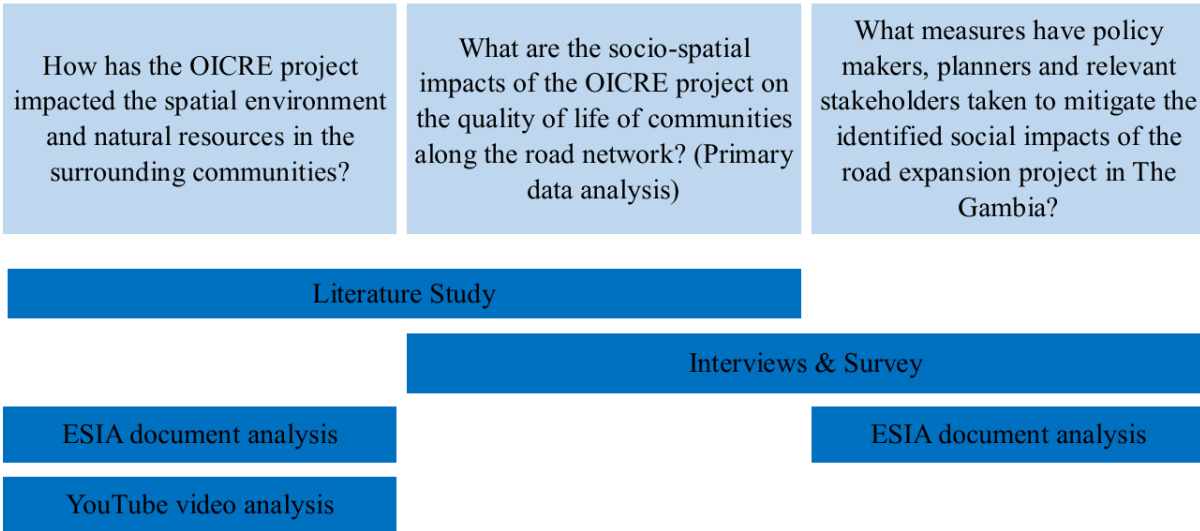 How has the OICRE project
impacted the spatial environment
and natural resources in the
surrounding communities?
What are the socio-spatial
impacts of the OICRE project on
the quality of life of communities
along the road network? (Primary
data analysis)
What measures have policy
makers, planners and relevant
stakeholders taken to mitigate the
identified social impacts of the
road expansion project in The
Gambia?
Literature Study
Interviews & Survey
ESIA document analysis
ESIA document analysis
YouTube video analysis